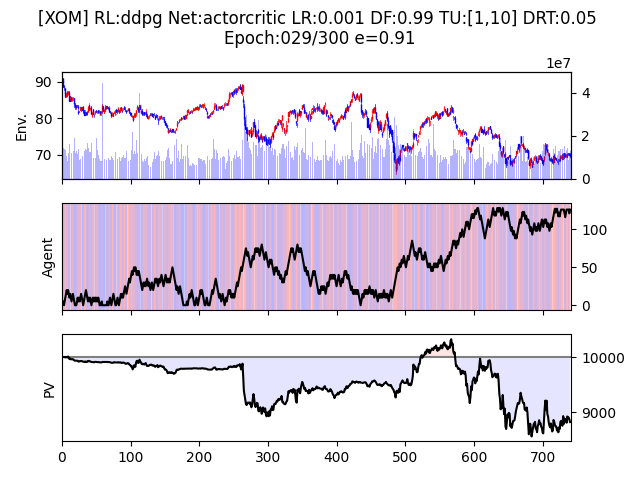 [XOM] RL:ddpg Net:actorcritic LR:0.001 DF:0.99 TU:[1,10] DRT:0.05
Epoch:029/300 e=0.91
1e7
Env.
90
80
70
4
2
0
Agent
100
50
0
PV
10000
9000
0 100 200 300 400 500 600 700